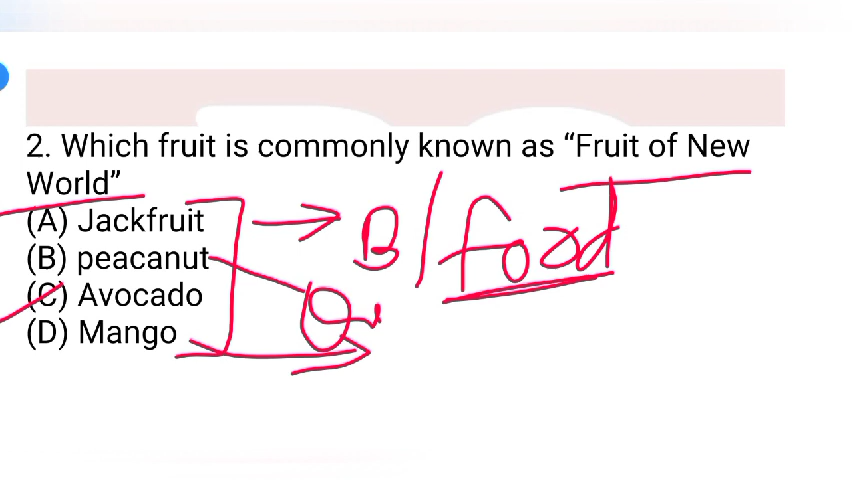 2. Which fruit is commonly known as “Fruit of New
World”
(A) Jackfruit
(B) peacanut
(C) Avocado
(D) Mango
B/food